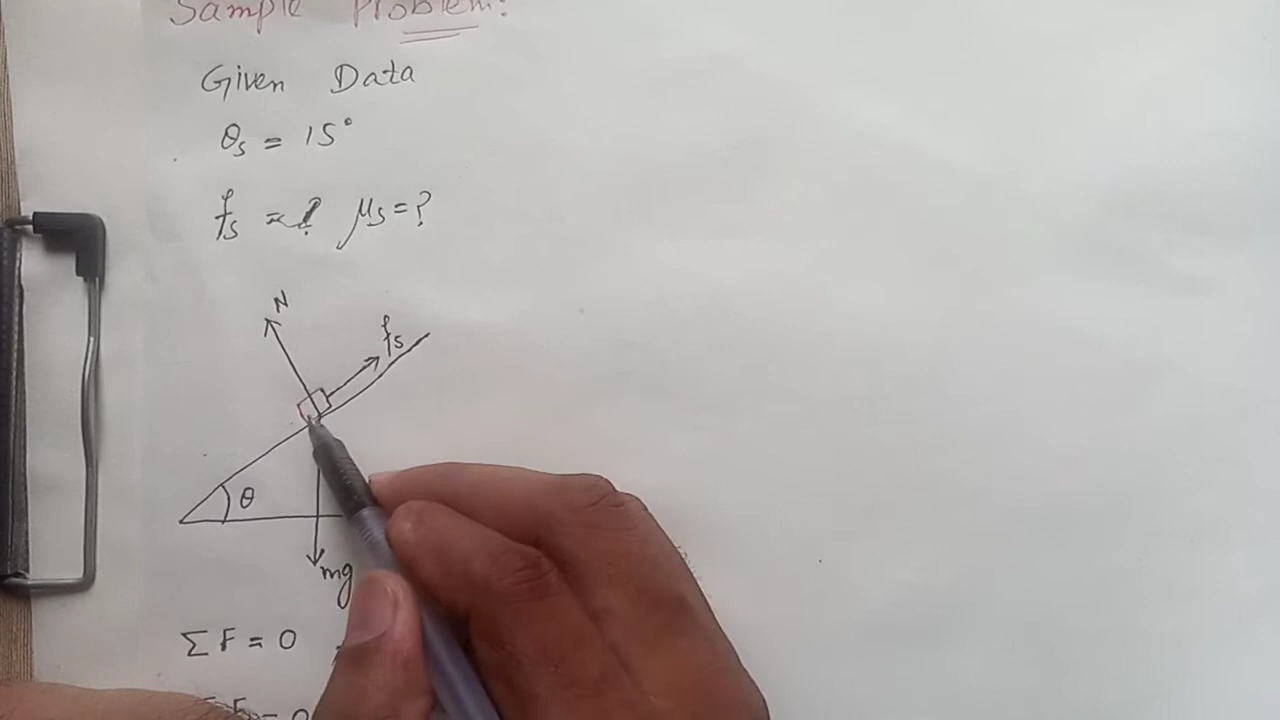 Sample Problem:
Given Data
θs = 15°
fs = ? μs = ?
N
fs
θ
mg
ΣF = 0